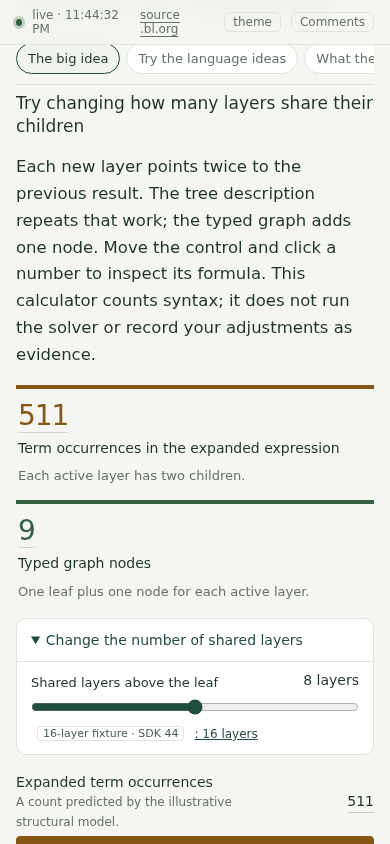 live · 11:44:32 PM
source.bl.org
theme
Comments
The big idea
Try the language ideas
What the
Try changing how many layers share their
children
Each new layer points twice to the
previous result. The tree description
repeats that work; the typed graph adds
one node. Move the control and click a
number to inspect its formula. This
calculator counts syntax; it does not run
the solver or record your adjustments as
evidence.
511
Term occurrences in the expanded expression
Each active layer has two children.
9
Typed graph nodes
One leaf plus one node for each active layer.
▼ Change the number of shared layers
Shared layers above the leaf
8 layers
16-layer fixture · SDK 44
: 16 layers
Expanded term occurrences
A count predicted by the illustrative
structural model.
511